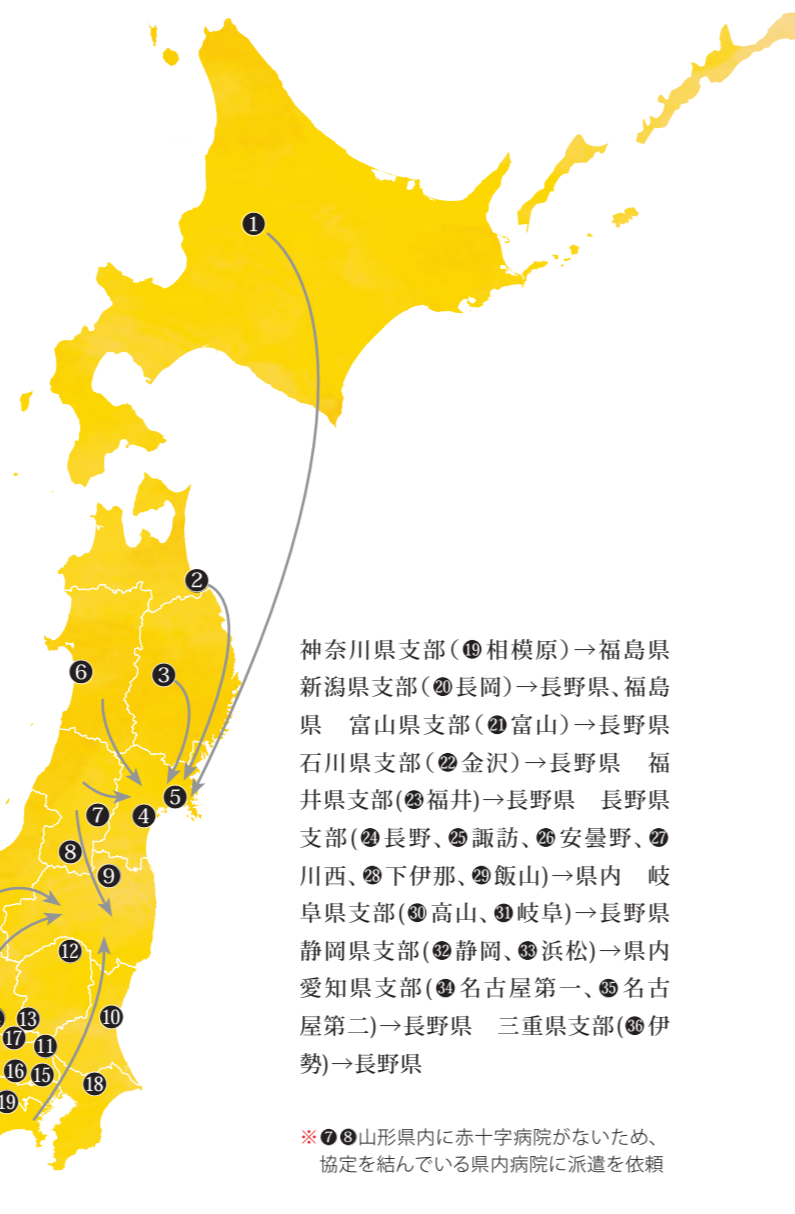 ❶
❷
❻
❸
❺
❼
❹
❽
❾
⓬
⓭
❿
⓱
⓫
⓰
⓯
⓲
⓳
神奈川県支部（⓳相模原）→福島県
新潟県支部（⓴長岡）→長野県、福島
県　富山県支部（㉑富山）→長野県
石川県支部（㉒金沢）→長野県　福
井県支部(㉓福井)→長野県　長野県
支部(㉔長野、㉕諏訪、㉖安曇野、㉗
川西、㉘下伊那、㉙飯山)→県内　岐
阜県支部(㉚高山、㉛岐阜)→長野県
静岡県支部(㉜静岡、㉝浜松)→県内
愛知県支部(㉞名古屋第一、㉟名古
屋第二)→長野県　三重県支部(㊱伊
勢)→長野県
※❼❽山形県内に赤十字病院がないため、
協定を結んでいる県内病院に派遣を依頼